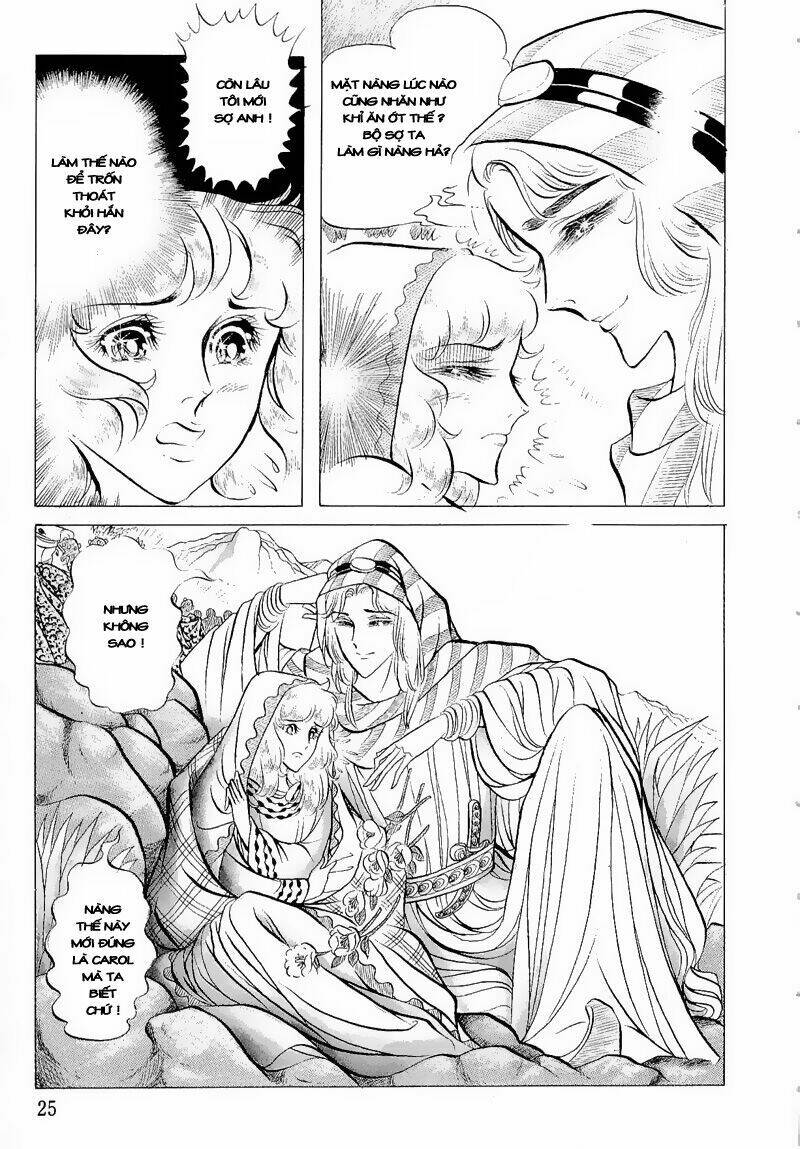 MẶT NÀNG LÚC NÀO
CŨNG NHĂN NHƯ
KHỈ ĂN ỚT THẾ ?
BỘ SỢ TA
LÀM GÌ NÀNG HẢ?
CÒN LÂU
TÔI MỚI
SỢ ANH !
LÀM THẾ NÀO
ĐỂ TRỐN
THOÁT
KHỎI HẮN
ĐÂY?
NHƯNG
KHÔNG
SAO !
NÀNG
THẾ NÀY
MỚI ĐÚNG
LÀ CAROL
MÀ TA
BIẾT
CHỨ !
25